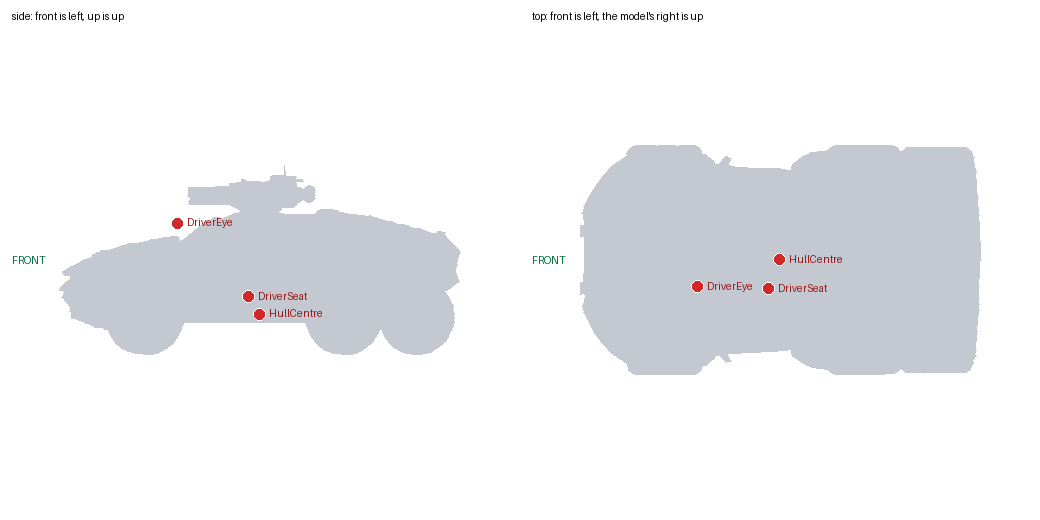 side: front is left, up is up
top: front is left, the model's right is up
DriverEye
FRONT
DriverSeat
HullCentre
FRONT
HullCentre
DriverEye
DriverSeat